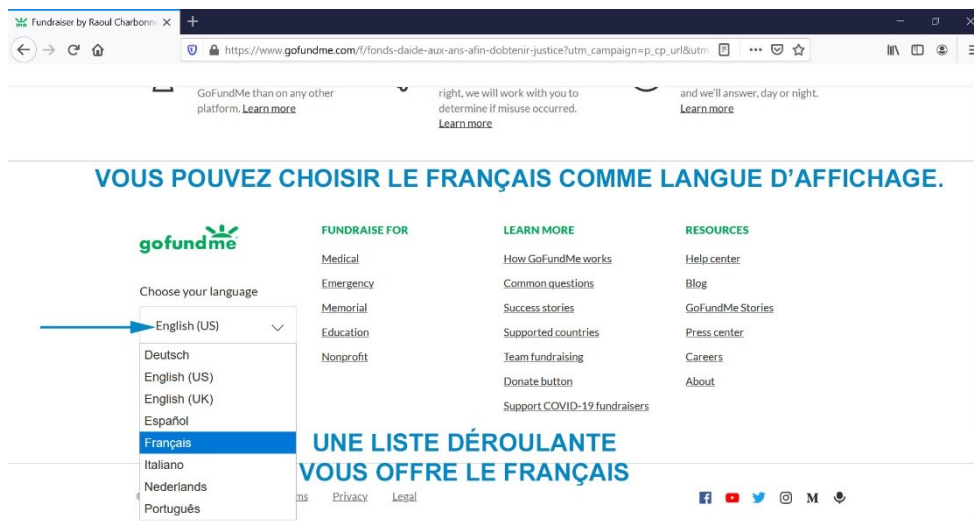 Fundraiser by Raoul Charbonn
https://www.gofundme.com/f/fonds-daide-aux-ans-afin-dobtenir-justice?utm_campaign=p_cp_url&utm
GoFundMe than on any other
platform. Learn more
right, we will work with you to
determine if misuse occurred.
Learn more
and we'll answer, day or night.
Learn more
VOUS POUVEZ CHOISIR LE FRANÇAIS COMME LANGUE D'AFFICHAGE.
gofundme
Choose your language
English (US)
Deutsch
English (US)
English (UK)
Español
Français
Italiano
Nederlands
Português
FUNDRAISE FOR
Medical
Emergency
Memorial
Education
Nonprofit
LEARN MORE
How GoFundMe works
Common questions
Success stories
Supported countries
Team fundraising
Donate button
Support COVID-19 fundraisers
RESOURCES
Help center
Blog
GoFundMe Stories
Press center
Careers
About
UNE LISTE DÉROULANTE
VOUS OFFRE LE FRANÇAIS
ms Privacy Legal